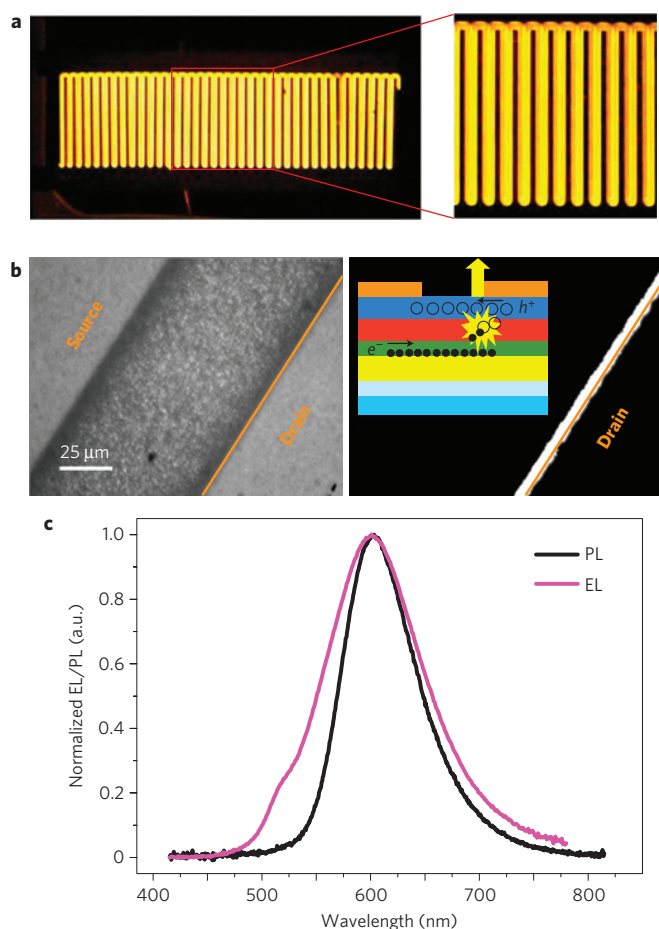 a
b
Source
Drain
25 μm
h+
e−
Drain
c
Normalized EL/PL (a.u.)
1.0
0.8
0.6
0.4
0.2
0
PL
EL
400 500 600 700 800
Wavelength (nm)